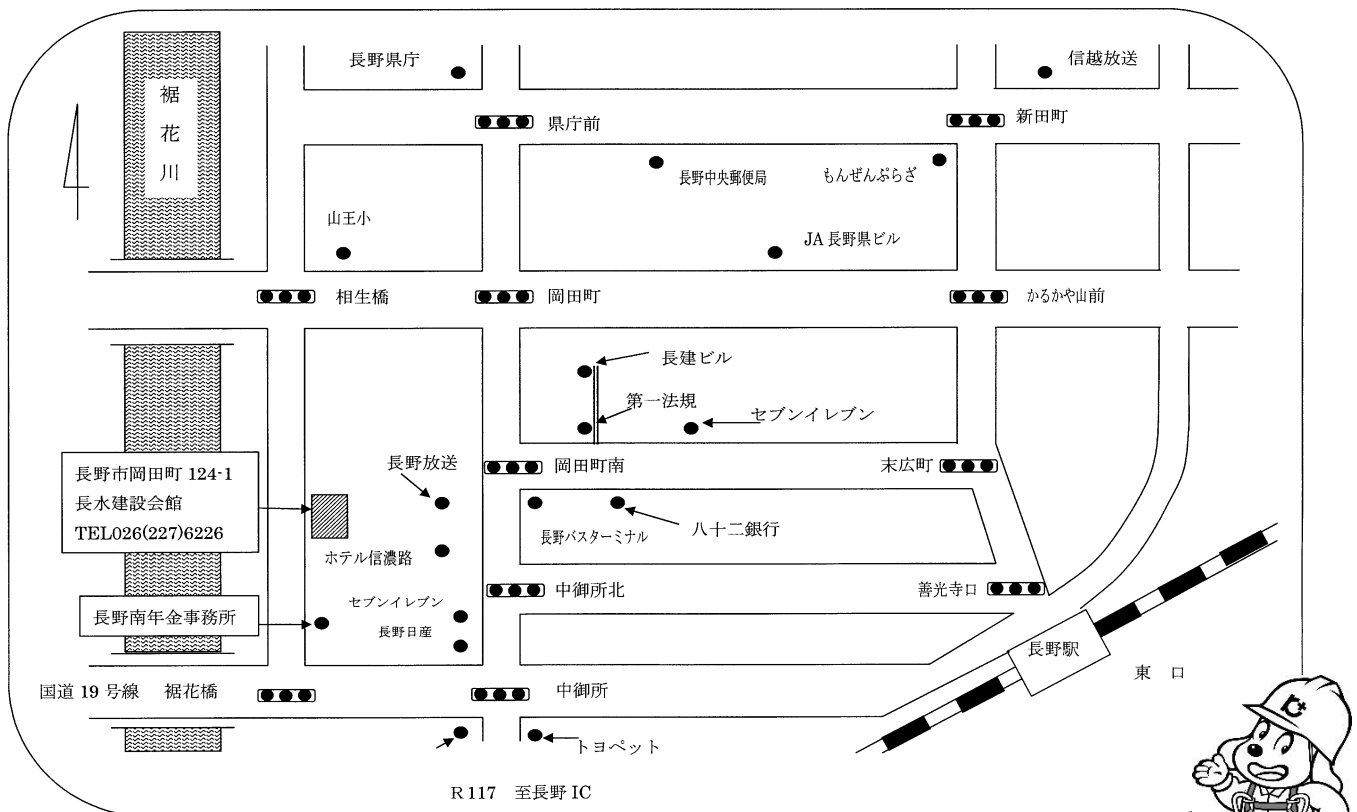 長野県庁
信越放送
裾花川
県庁前
新田町
長野中央郵便局
もんぜんぷらざ
山王小
JA長野県ビル
相生橋
岡田町
かるかや山前
長建ビル
第一法規
セブンイレブン
長野市岡田町 124-1
長水建設会館
TEL026(227)6226
長野放送
岡田町南
末広町
長野バスターミナル
八十二銀行
ホテル信濃路
中御所北
善光寺口
セブンイレブン
長野日産
長野南年金事務所
長野駅
東 口
国道 19 号線 裾花橋
中御所
トヨペット
R 117 至長野 IC